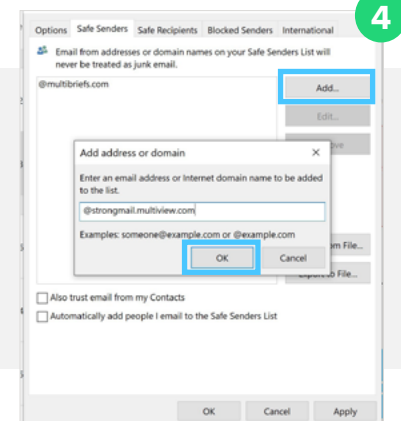 4
Options Safe Senders Safe Recipients Blocked Senders International
Email from addresses or domain names on your Safe Senders List will
never be treated as junk email.
@multibriefs.com
Add...
Edit...
Add address or domain
Enter an email address or Internet domain name to be added
to the list.
@strongmail.multiview.com
Examples: someone@example.com or @example.com
OK Cancel
File...
to File...
Also trust email from my Contacts
Automatically add people I email to the Safe Senders List
OK Cancel Apply